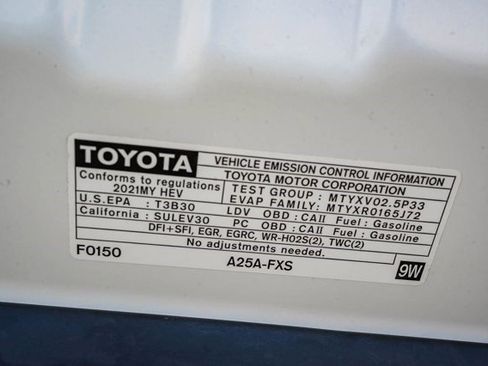 TOYOTA
VEHICLE EMISSION CONTROL INFORMATION
Conforms to regulations
TOYOTA MOTOR CORPORATION
2021MY HEV
TEST GROUP : MTYXV02.5P33
U.S.EPA : T3B30
EVAP FAMILY: MTYXR0165J72
LDV OBD : CAII Fuel : Gasoline
California : SULEV30 PC OBD : CAII Fuel : Gasoline
DFI+SFI, EGR, EGRC, WR-HO2S(2), TWC(2)
No adjustments needed.
F0150 A25A-FXS 9W